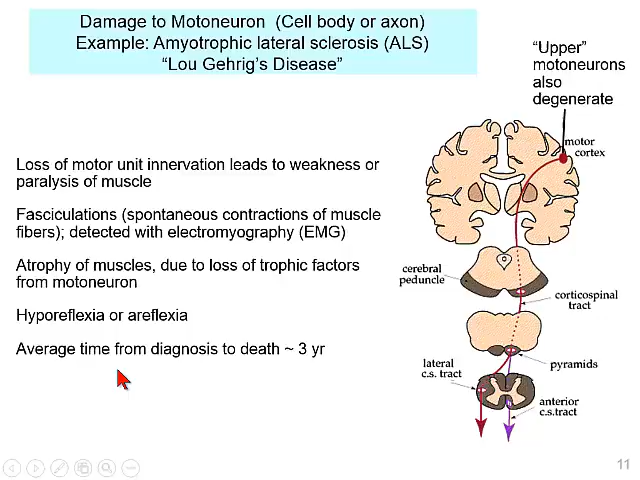 Damage to Motoneuron (Cell body or axon)
Example: Amyotrophic lateral sclerosis (ALS)
“Lou Gehrig’s Disease”
“Upper”
motoneurons
also
degenerate
motor
cortex
Loss of motor unit innervation leads to weakness or
paralysis of muscle
Fasciculations (spontaneous contractions of muscle
fibers); detected with electromyography (EMG)
Atrophy of muscles, due to loss of trophic factors
from motoneuron
Hyporeflexia or areflexia
Average time from diagnosis to death ~ 3 yr
cerebral
peduncle
corticospinal
tract
pyramids
lateral
c.s. tract
anterior
c.s.tract
11